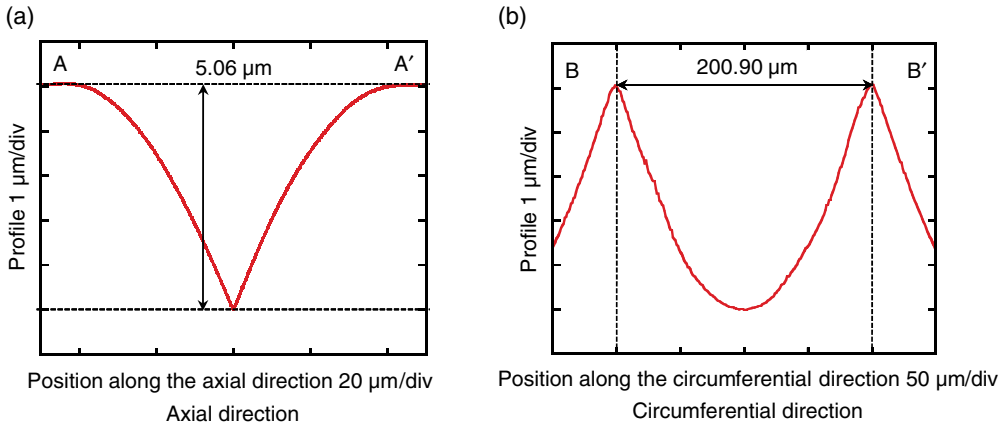 (a)
A
5.06 µm
A′
Profile 1 µm/div
Position along the axial direction 20 µm/div
Axial direction
(b)
B
200.90 µm
B′
Profile 1 µm/div
Position along the circumferential direction 50 µm/div
Circumferential direction